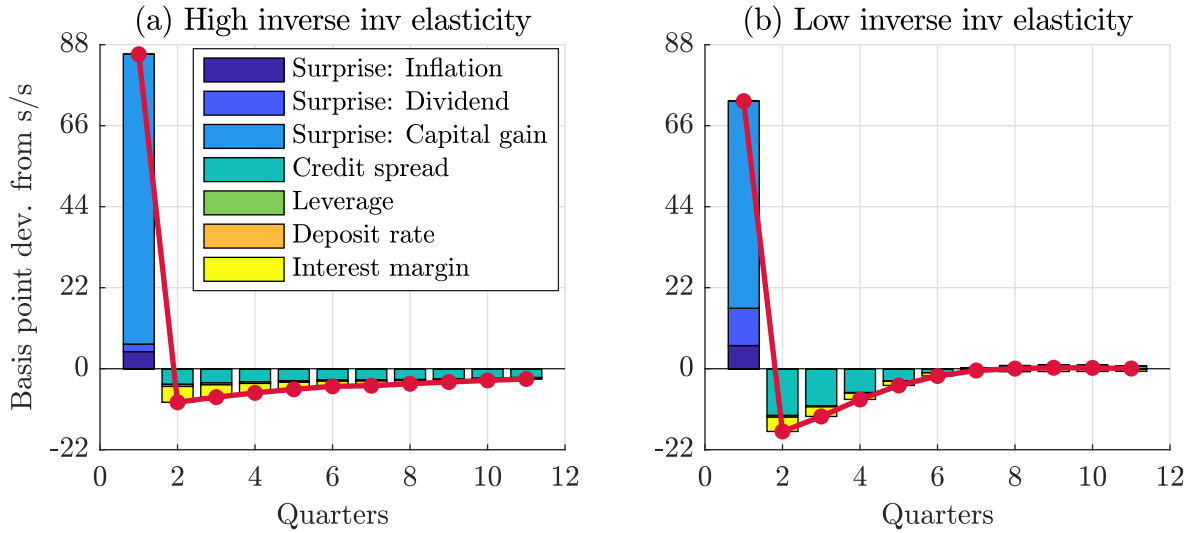 (a) High inverse inv elasticity
(b) Low inverse inv elasticity
Basis point dev. from s/s
88
66
44
22
0
-22
Surprise: Inflation
Surprise: Dividend
Surprise: Capital gain
Credit spread
Leverage
Deposit rate
Interest margin
0 2 4 6 8 10 12
Quarters
88
66
44
22
0
-22
0 2 4 6 8 10 12
Quarters